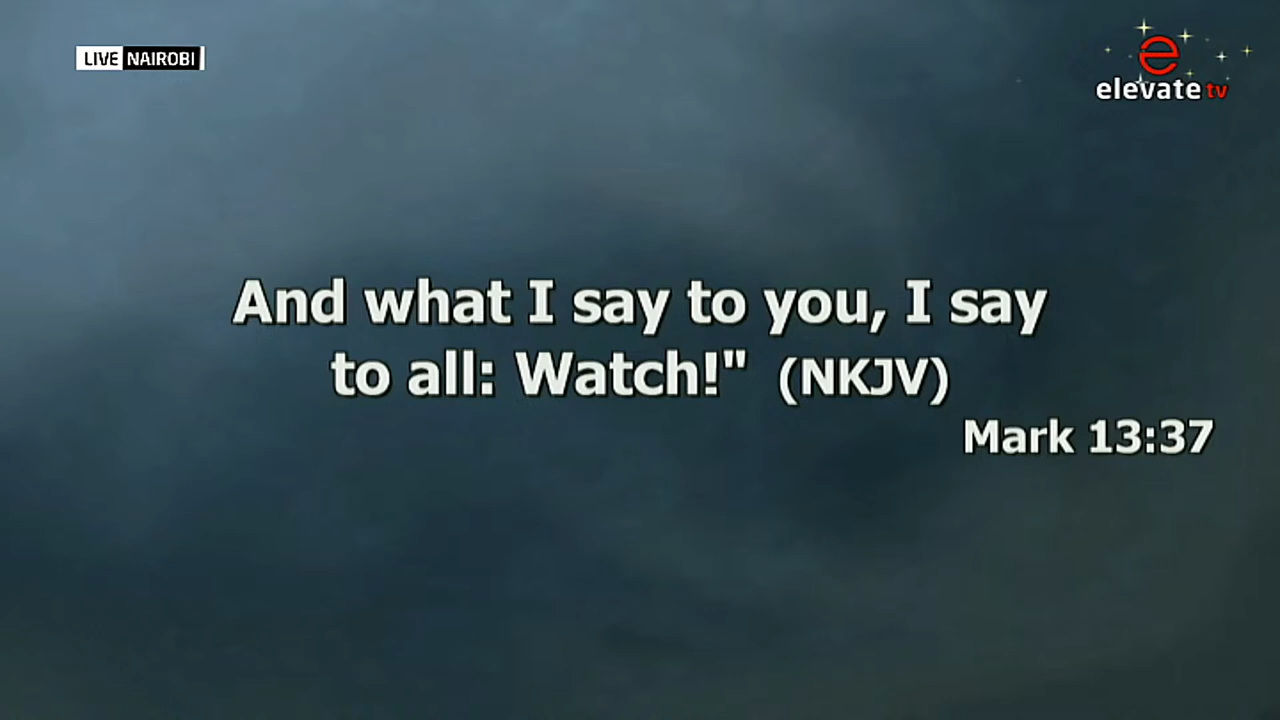 LIVE NAIROBI
e
elevate tv
And what I say to you, I say
to all: Watch!" (NKJV)
Mark 13:37